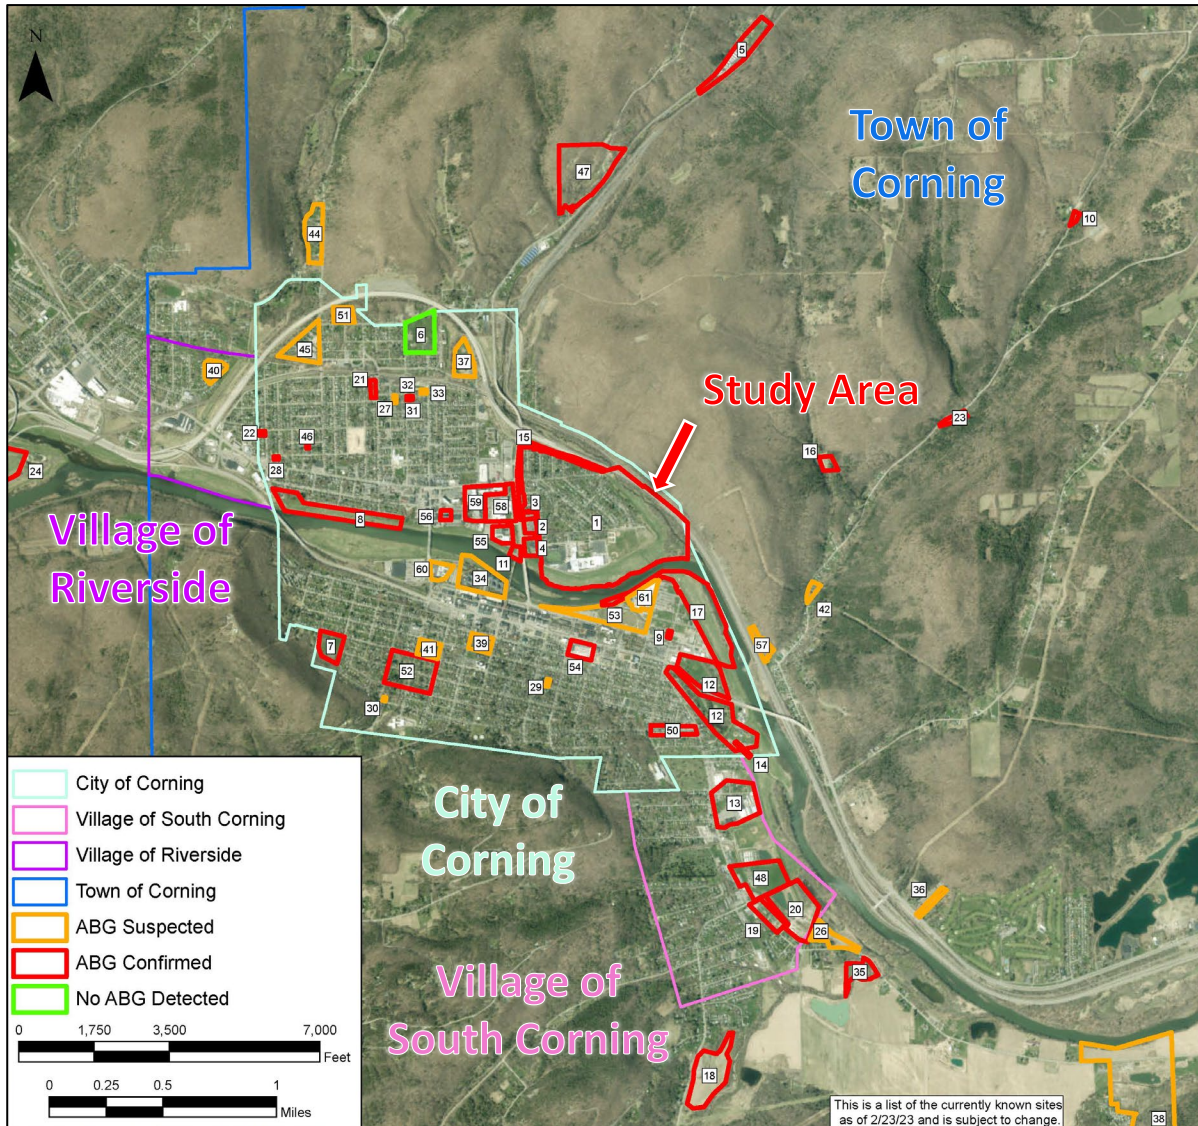 N
5
Town of
Corning
47
10
44
51
6
45
37
40
21
32
33
27
31
Study Area
23
22
46
15
16
28
24
59
58
3
56
8
2
1
55
4
11
Village of
Riverside
60
34
61
53
17
42
9
7
41
39
57
52
54
12
29
30
12
50
14
City of
Corning
13
48
36
20
19
26
35
Village of
South Corning
18
38
City of Corning
Village of South Corning
Village of Riverside
Town of Corning
ABG Suspected
ABG Confirmed
No ABG Detected
0 1,750 3,500 7,000
Feet
0 0.25 0.5 1
Miles
This is a list of the currently known sites
as of 2/23/23 and is subject to change.